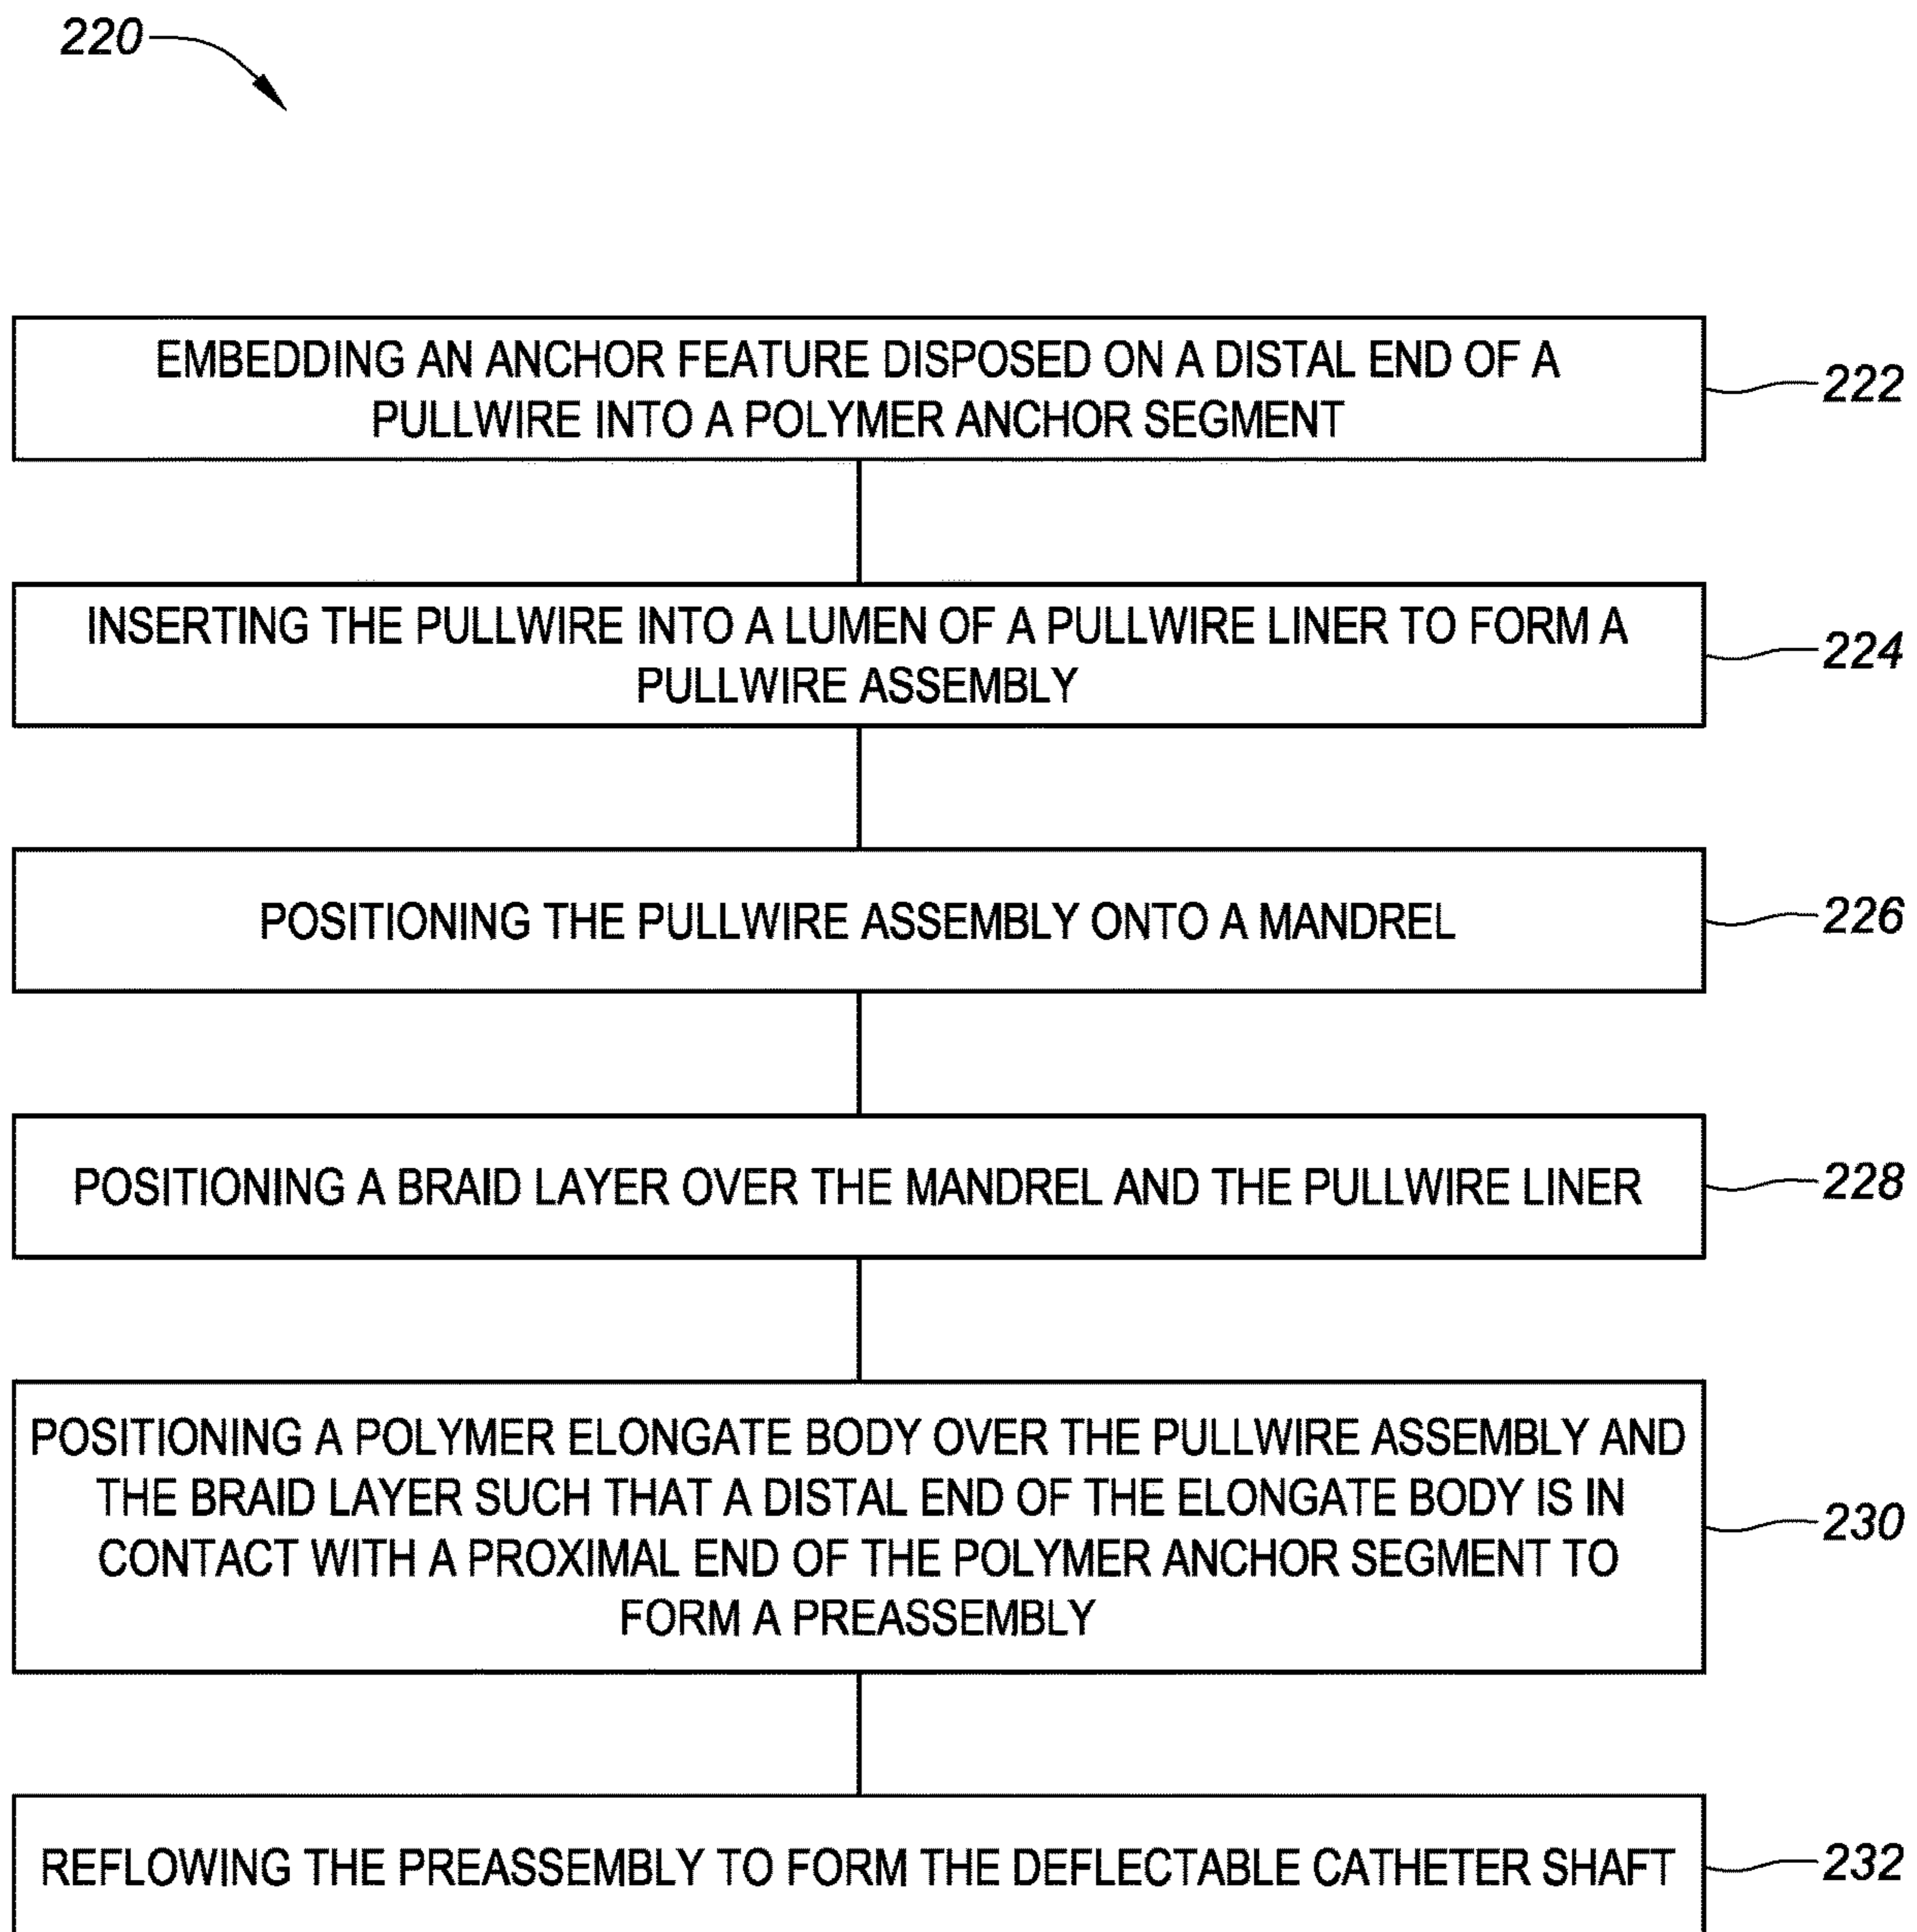 220
EMBEDDING AN ANCHOR FEATURE DISPOSED ON A DISTAL END OF A
PULLWIRE INTO A POLYMER ANCHOR SEGMENT
222
INSERTING THE PULLWIRE INTO A LUMEN OF A PULLWIRE LINER TO FORM A
PULLWIRE ASSEMBLY
224
POSITIONING THE PULLWIRE ASSEMBLY ONTO A MANDREL
226
POSITIONING A BRAID LAYER OVER THE MANDREL AND THE PULLWIRE LINER
228
POSITIONING A POLYMER ELONGATE BODY OVER THE PULLWIRE ASSEMBLY AND
THE BRAID LAYER SUCH THAT A DISTAL END OF THE ELONGATE BODY IS IN
CONTACT WITH A PROXIMAL END OF THE POLYMER ANCHOR SEGMENT TO
FORM A PREASSEMBLY
230
REFLOWING THE PREASSEMBLY TO FORM THE DEFLECTABLE CATHETER SHAFT
232